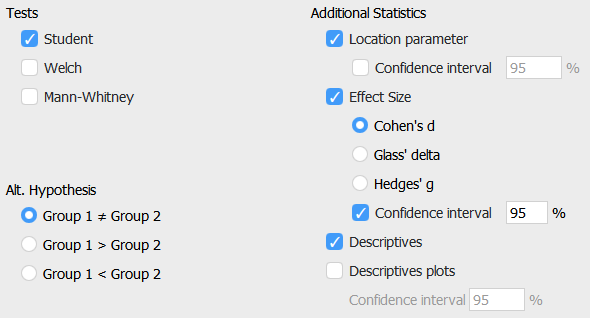 Tests
Student
Welch
Mann-Whitney
Alt. Hypothesis
Group 1 ≠ Group 2
Group 1 > Group 2
Group 1 < Group 2
Additional Statistics
Location parameter
Confidence interval 95 %
Effect Size
Cohen's d
Glass' delta
Hedges' g
Confidence interval 95 %
Descriptives
Descriptives plots
Confidence interval 95 %